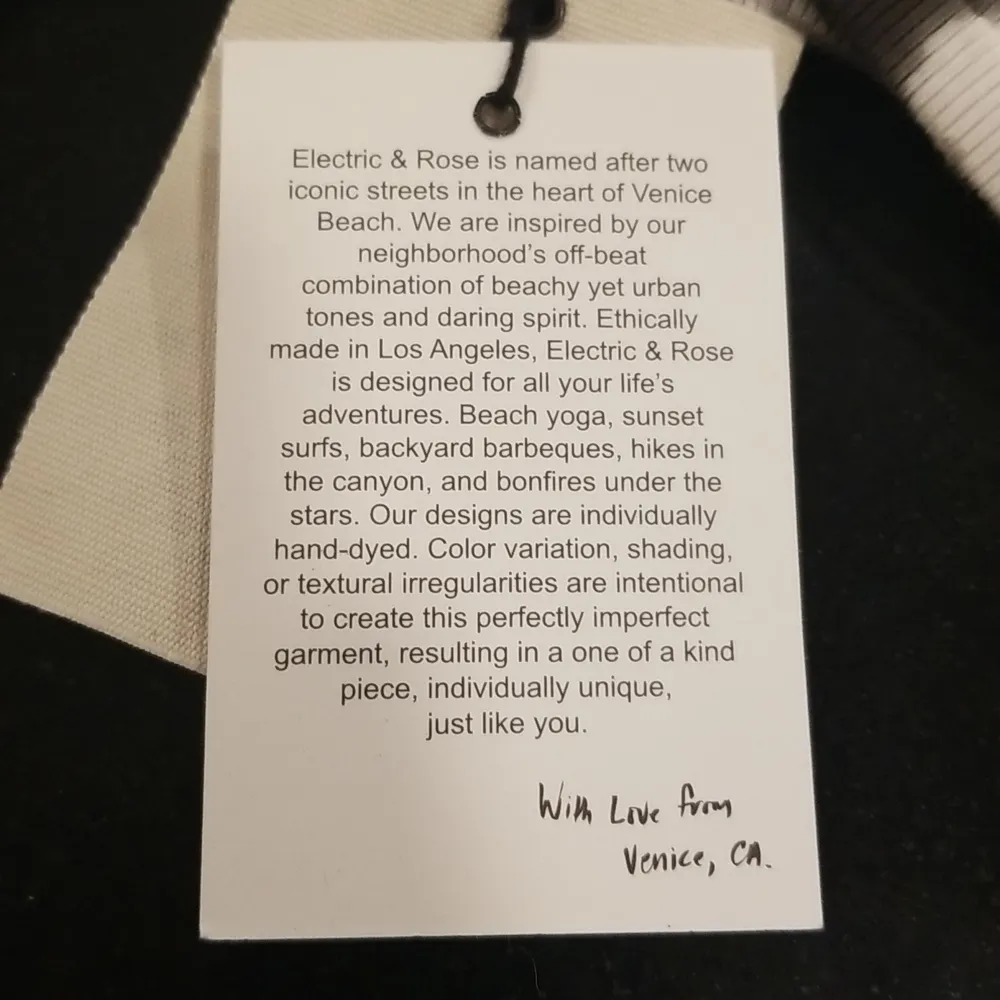 Electric & Rose is named after two
iconic streets in the heart of Venice
Beach. We are inspired by our
neighborhood's off-beat
combination of beachy yet urban
tones and daring spirit. Ethically
made in Los Angeles, Electric & Rose
is designed for all your life's
adventures. Beach yoga, sunset
surfs, backyard barbeques, hikes in
the canyon, and bonfires under the
stars. Our designs are individually
hand-dyed. Color variation, shading,
or textural irregularities are intentional
to create this perfectly imperfect
garment, resulting in a one of a kind
piece, individually unique,
just like you.
With Love from
Venice, CA.